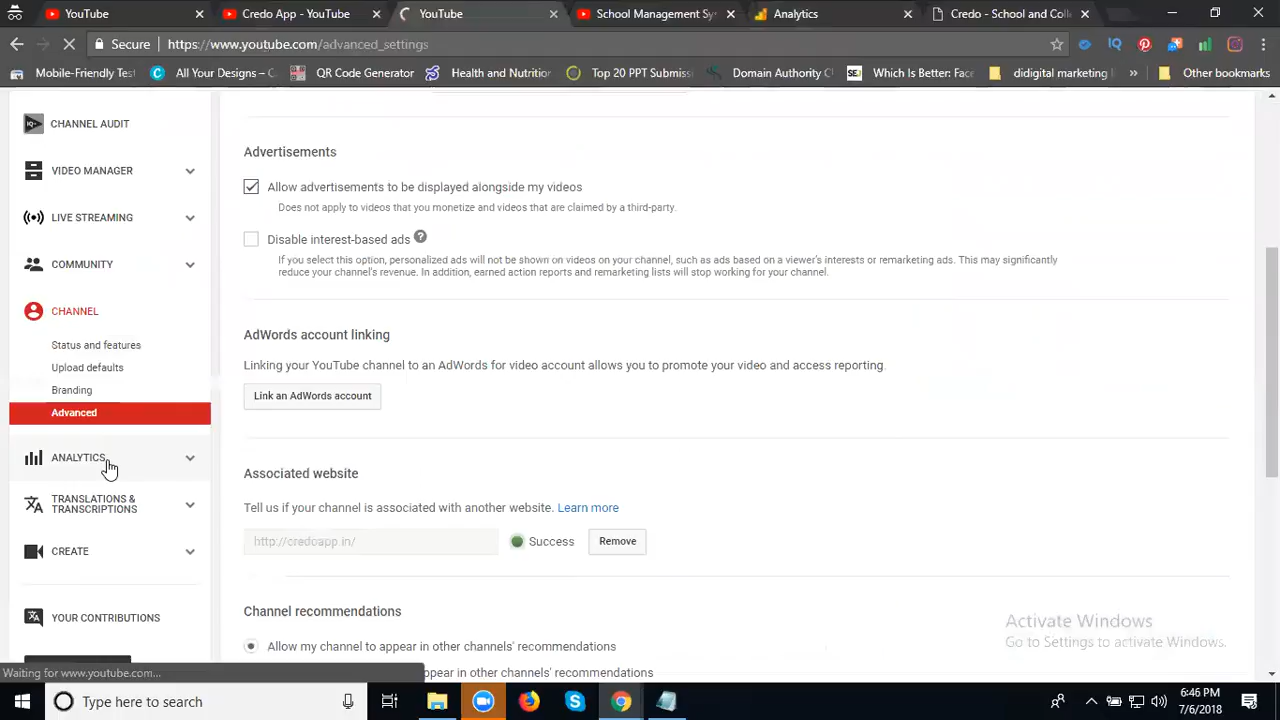 YouTube
Credo App - YouTube
YouTube
School Management Sy
Analytics
Credo - School and Coll
Secure
https://www.youtube.com/advanced_settings
Mobile-Friendly Test
All Your Designs – C
QR Code Generator
Health and Nutrition
Top 20 PPT Submiss
Domain Authority C
SEJ
Which Is Better: Face
didigital marketing
»
Other bookmarks
CHANNEL AUDIT
VIDEO MANAGER
LIVE STREAMING
COMMUNITY
CHANNEL
Status and features
Upload defaults
Branding
Advanced
ANALYTICS
TRANSLATIONS &
TRANSCRIPTIONS
CREATE
YOUR CONTRIBUTIONS
Advertisements
Allow advertisements to be displayed alongside my videos
Does not apply to videos that you monetize and videos that are claimed by a third-party.
Disable interest-based ads
If you select this option, personalized ads will not be shown on videos on your channel, such as ads based on a viewer's interests or remarketing ads. This may significantly
reduce your channel's revenue. In addition, earned action reports and remarketing lists will stop working for your channel.
AdWords account linking
Linking your YouTube channel to an AdWords for video account allows you to promote your video and access reporting.
Link an AdWords account
Associated website
Tell us if your channel is associated with another website. Learn more
http://credoapp.in/
Success
Remove
Channel recommendations
Allow my channel to appear in other channels' recommendations
appear in other channels' recommendations
Activate Windows
Go to Settings to activate Windows.
Waiting for www.youtube.com...
Type here to search
6:46 PM
7/6/2018